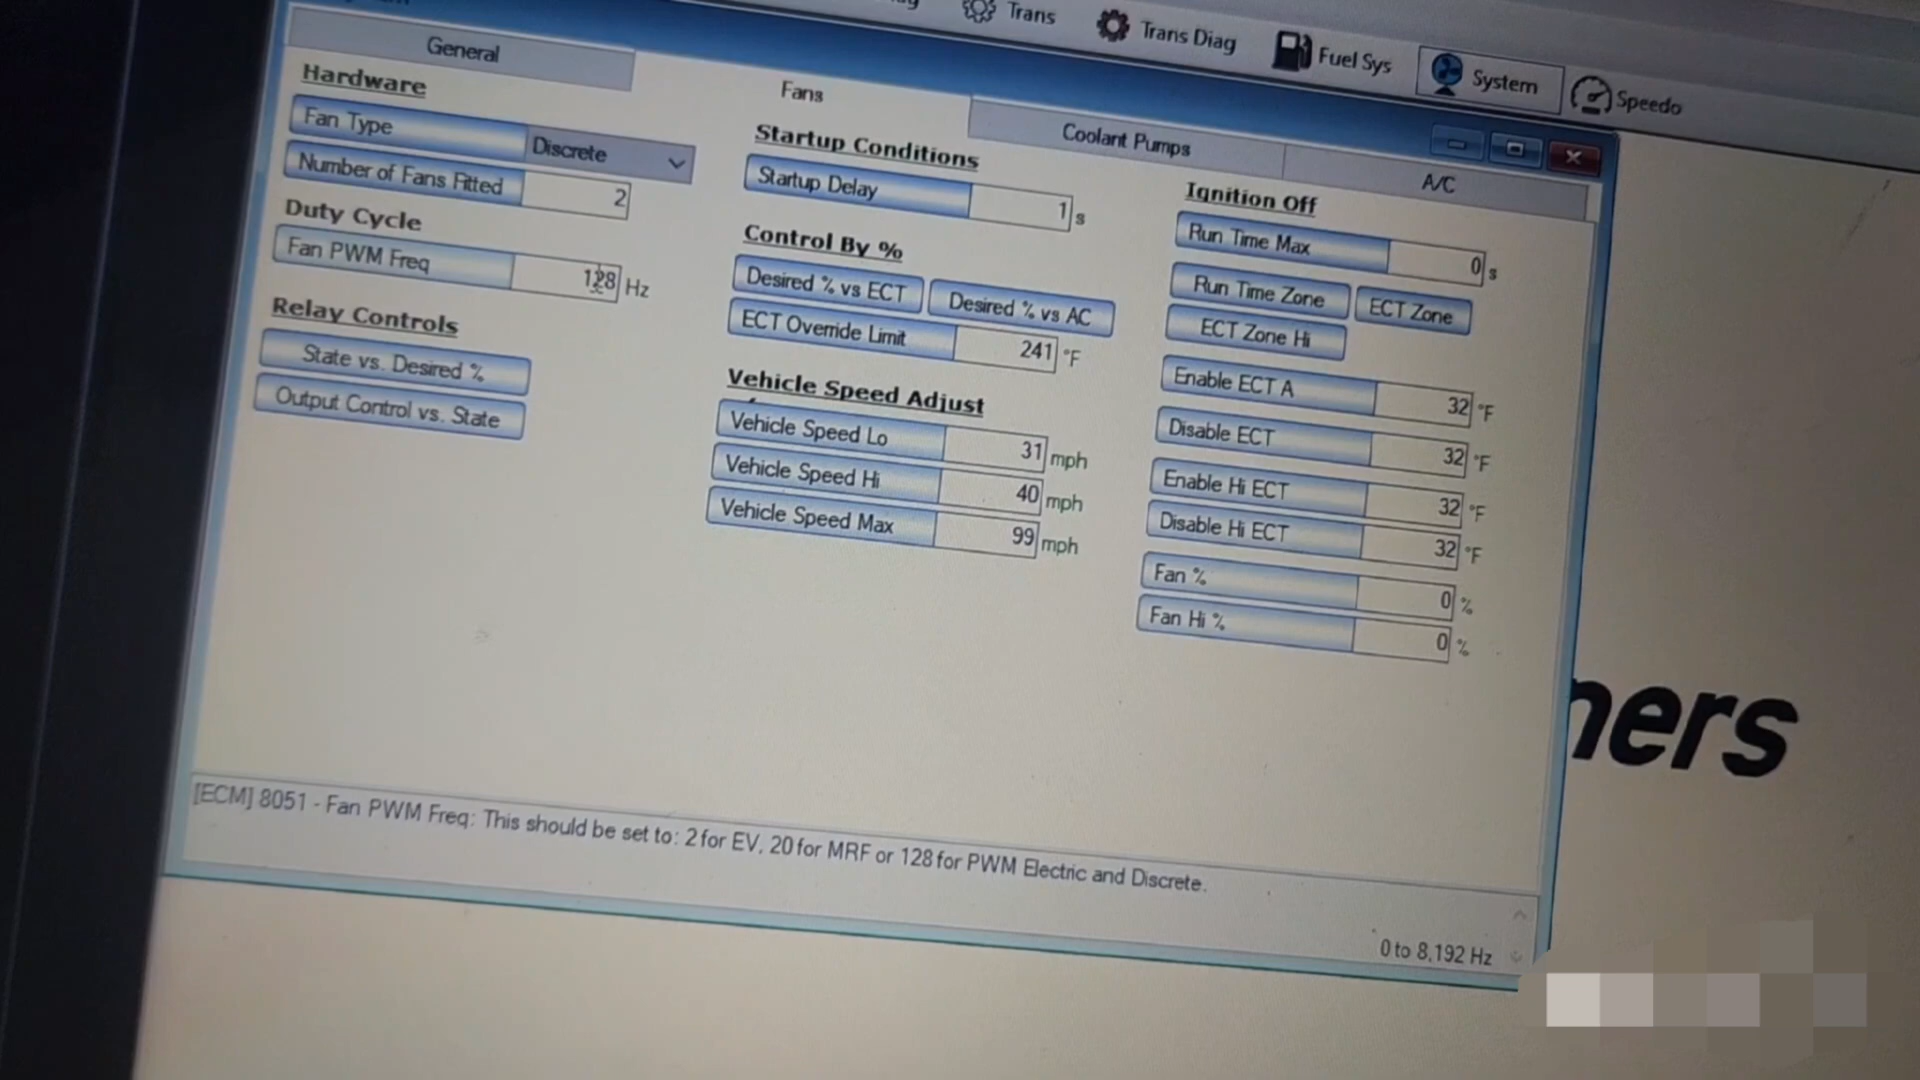 Trans
Trans Diag
Fuel Sys
System
Speedo
General
Fans
Coolant Pumps
A/C
Hardware
Fan Type Discrete
Number of Fans Fitted 2
Duty Cycle
Fan PWM Freq 128 Hz
Relay Controls
State vs. Desired %
Output Control vs. State
Startup Conditions
Startup Delay 1 s
Control By %
Desired % vs ECT Desired % vs AC
ECT Override Limit 241 °F
Vehicle Speed Adjust
Vehicle Speed Lo 31 mph
Vehicle Speed Hi 40 mph
Vehicle Speed Max 99 mph
Ignition Off
Run Time Max 0 s
Run Time Zone ECT Zone
ECT Zone Hi
Enable ECT A 32 °F
Disable ECT 32 °F
Enable Hi ECT 32 °F
Disable Hi ECT 32 °F
Fan % 0 %
Fan Hi % 0 %
ners
[ECM] 8051 - Fan PWM Freq: This should be set to: 2 for EV, 20 for MRF or 128 for PWM Electric and Discrete.
0 to 8,192 Hz